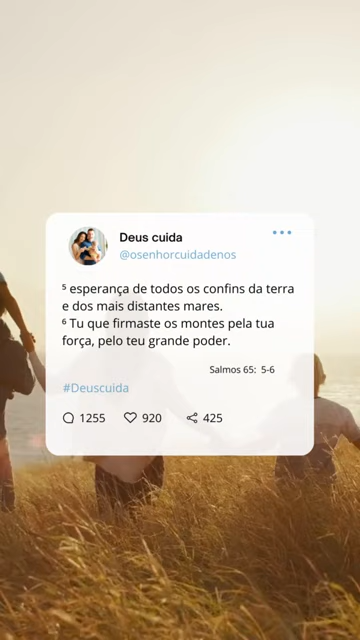 Deus cuida
@osenhorcuidadenos
⁵ esperança de todos os confins da terra
e dos mais distantes mares.
⁶ Tu que firmaste os montes pela tua
força, pelo teu grande poder.
Salmos 65: 5-6
#Deuscuida
1255 920 425